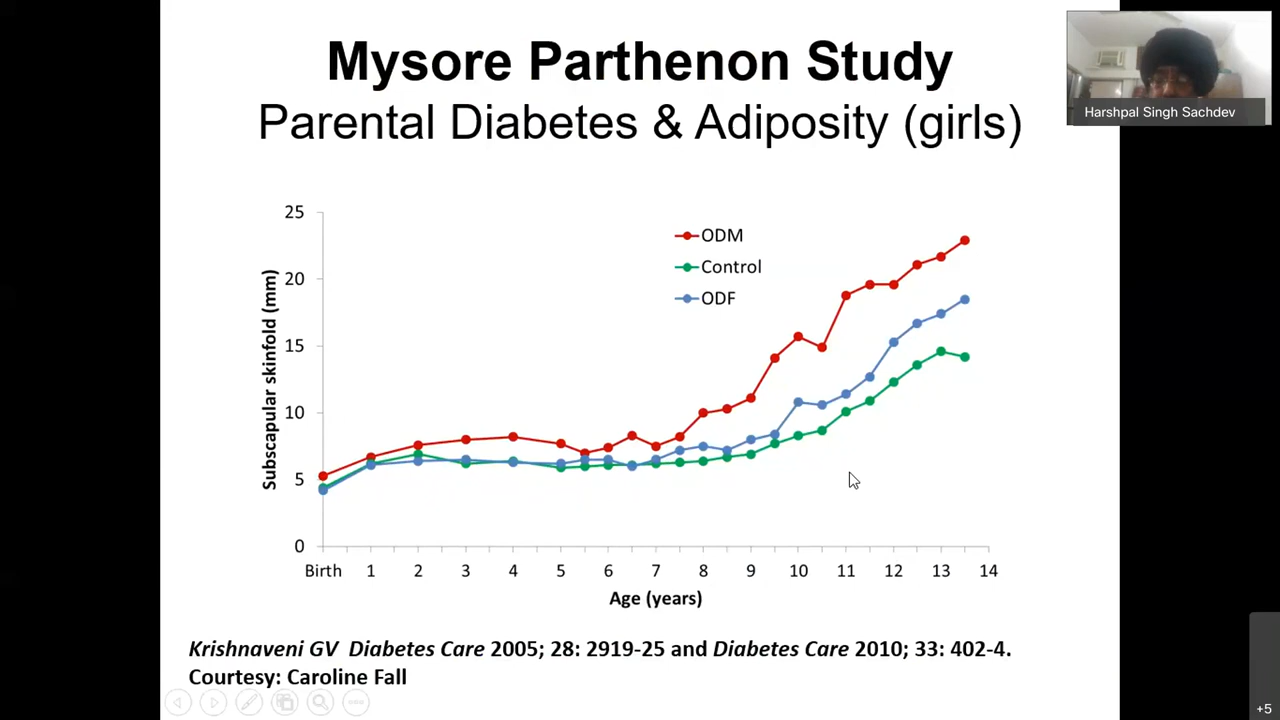 Mysore Parthenon Study
Parental Diabetes & Adiposity (girls)
Harshpal Singh Sachdev
25
20
15
10
5
0
Subscapular skinfold (mm)
ODM
Control
ODF
Birth 1 2 3 4 5 6 7 8 9 10 11 12 13 14
Age (years)
Krishnaveni GV Diabetes Care 2005; 28: 2919-25 and Diabetes Care 2010; 33: 402-4.
Courtesy: Caroline Fall
+5